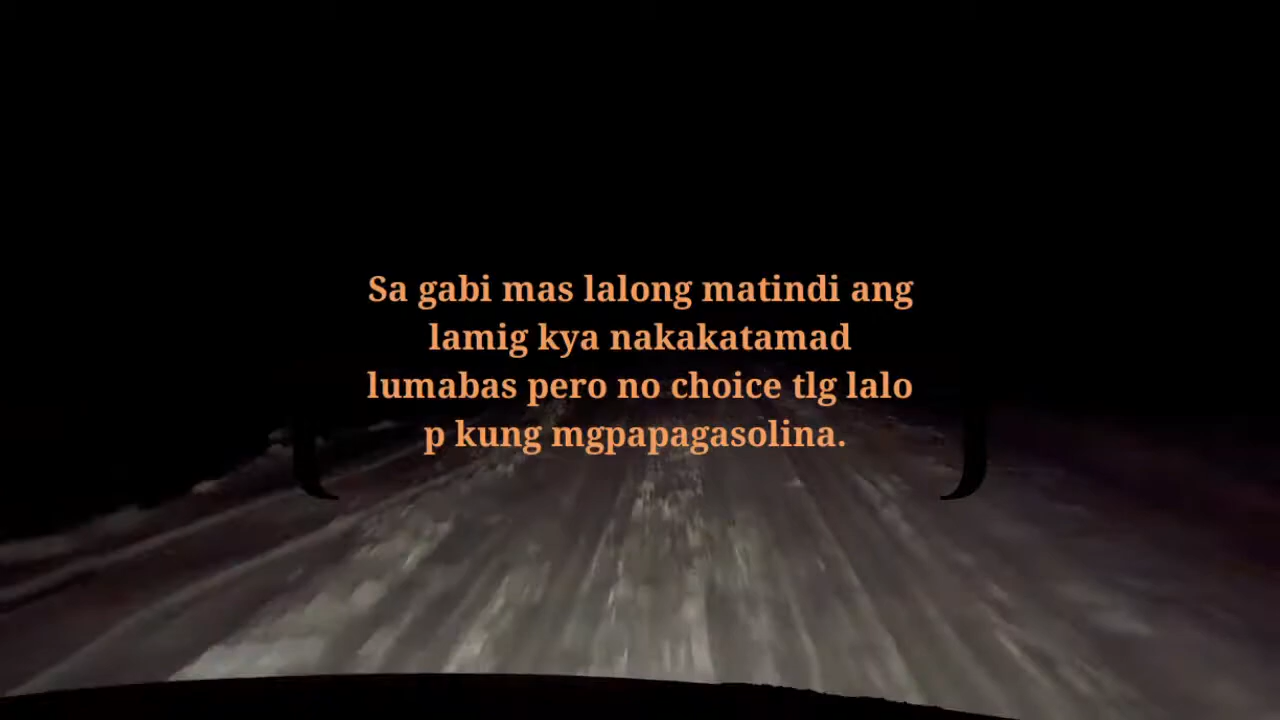 Sa gabi mas lalong matindi ang
lamig kya nakakatamad
lumabas pero no choice tlg lalo
p kung mgpapagasolina.